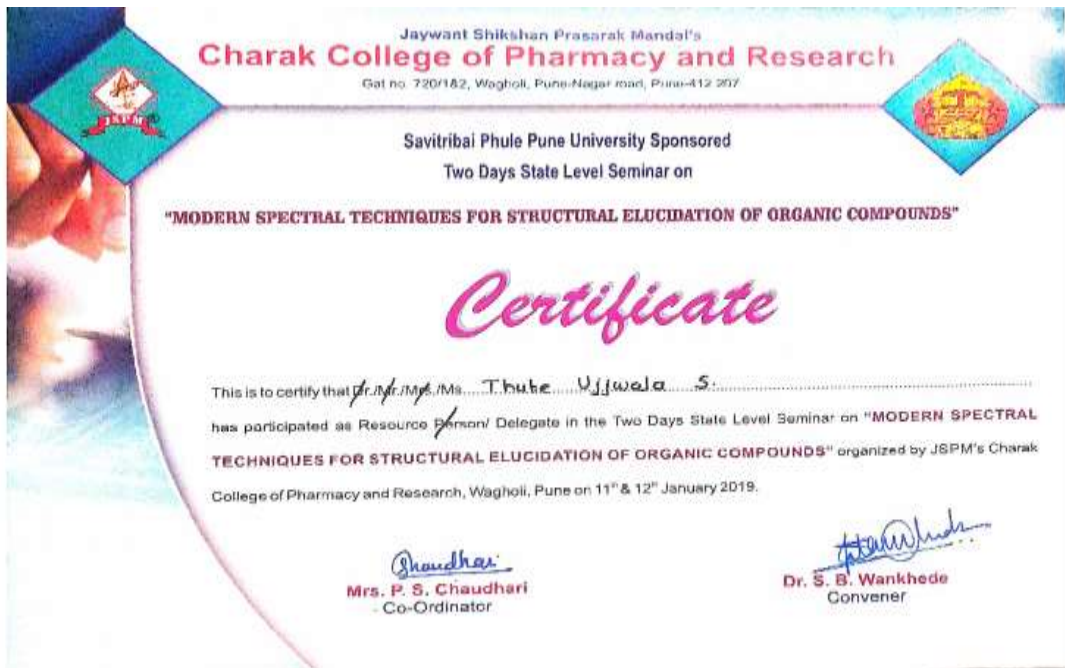 Jaywant Shikshan Prasarak Mandal's
Charak College of Pharmacy and Research
Gat no. 720/1&2, Wagholi, Pune-Nagar road, Pune-412 207
JSPM
Savitribai Phule Pune University Sponsored
Two Days State Level Seminar on
"MODERN SPECTRAL TECHNIQUES FOR STRUCTURAL ELUCIDATION OF ORGANIC COMPOUNDS"
Certificate
This is to certify that Dr./Mr./Mrs./Ms. Thube Ujjwala S.
has participated as Resource Person/ Delegate in the Two Days State Level Seminar on "MODERN SPECTRAL
TECHNIQUES FOR STRUCTURAL ELUCIDATION OF ORGANIC COMPOUNDS" organized by JSPM's Charak
College of Pharmacy and Research, Wagholi, Pune on 11th & 12th January 2019.
Mrs. P. S. Chaudhari
Co-Ordinator
Dr. S. B. Wankhede
Convener